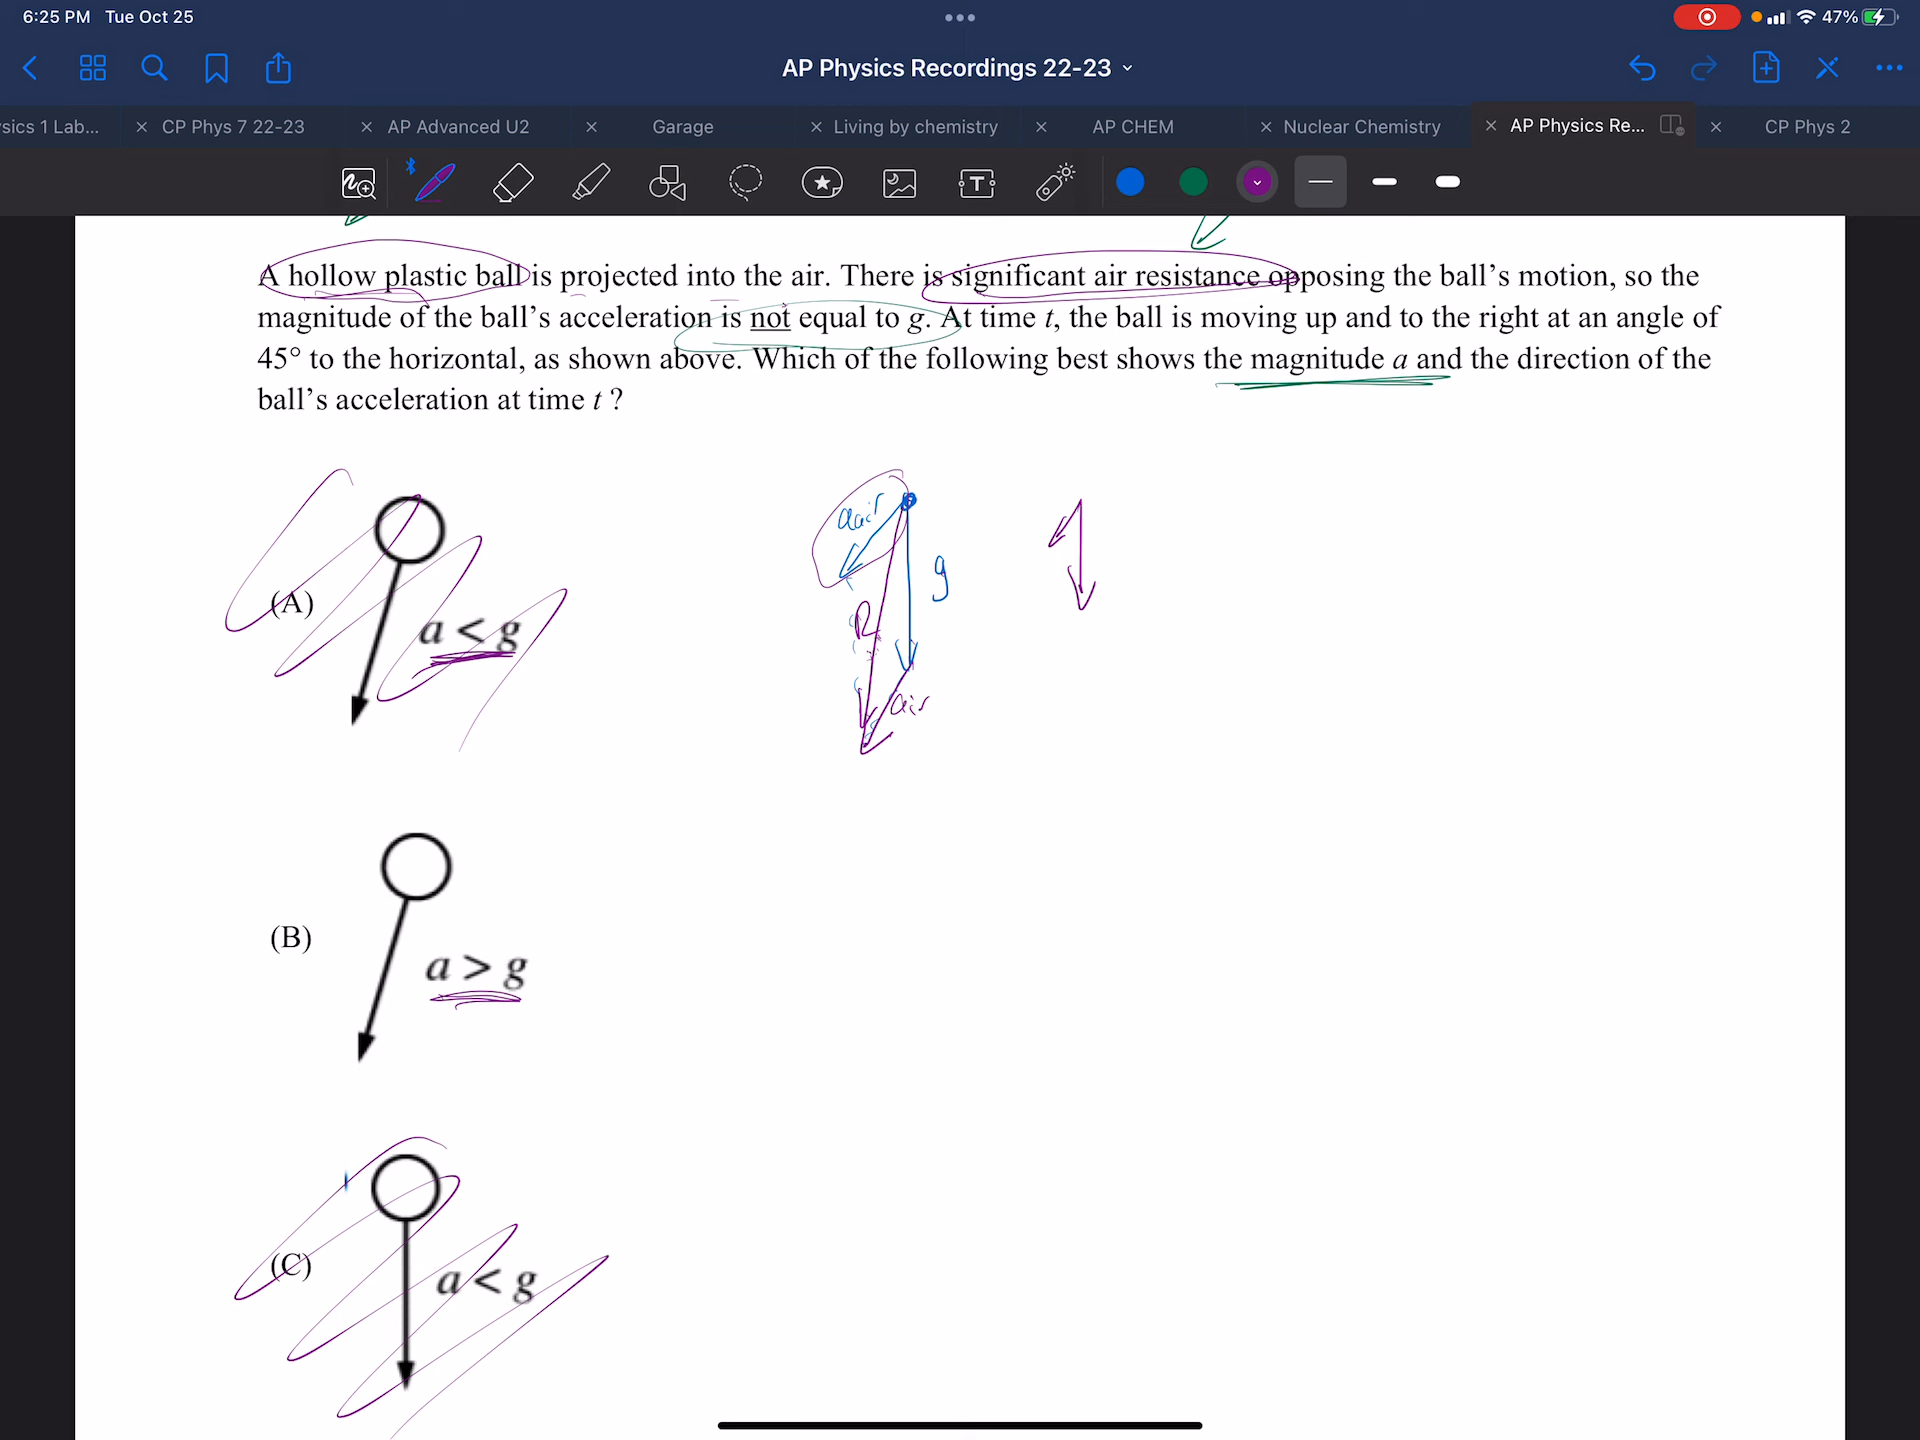 6:25 PM Tue Oct 25
47%
AP Physics Recordings 22-23
sics 1 Lab...
CP Phys 7 22-23
AP Advanced U2
Garage
Living by chemistry
AP CHEM
Nuclear Chemistry
AP Physics Re...
CP Phys 2
A hollow plastic ball is projected into the air. There is significant air resistance opposing the ball's motion, so the
magnitude of the ball's acceleration is not equal to g. At time t, the ball is moving up and to the right at an angle of
45° to the horizontal, as shown above. Which of the following best shows the magnitude a and the direction of the
ball's acceleration at time t ?
aair
g
R
air
(A)
a < g
(B)
a > g
(C)
a < g